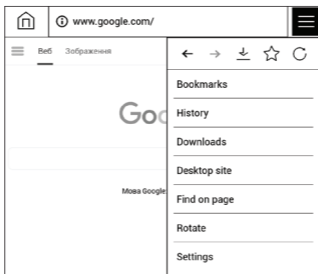 www.google.com/
Веб Зображення
Bookmarks
Goo
History
Downloads
Desktop site
Мова Google
Find on page
Rotate
Settings